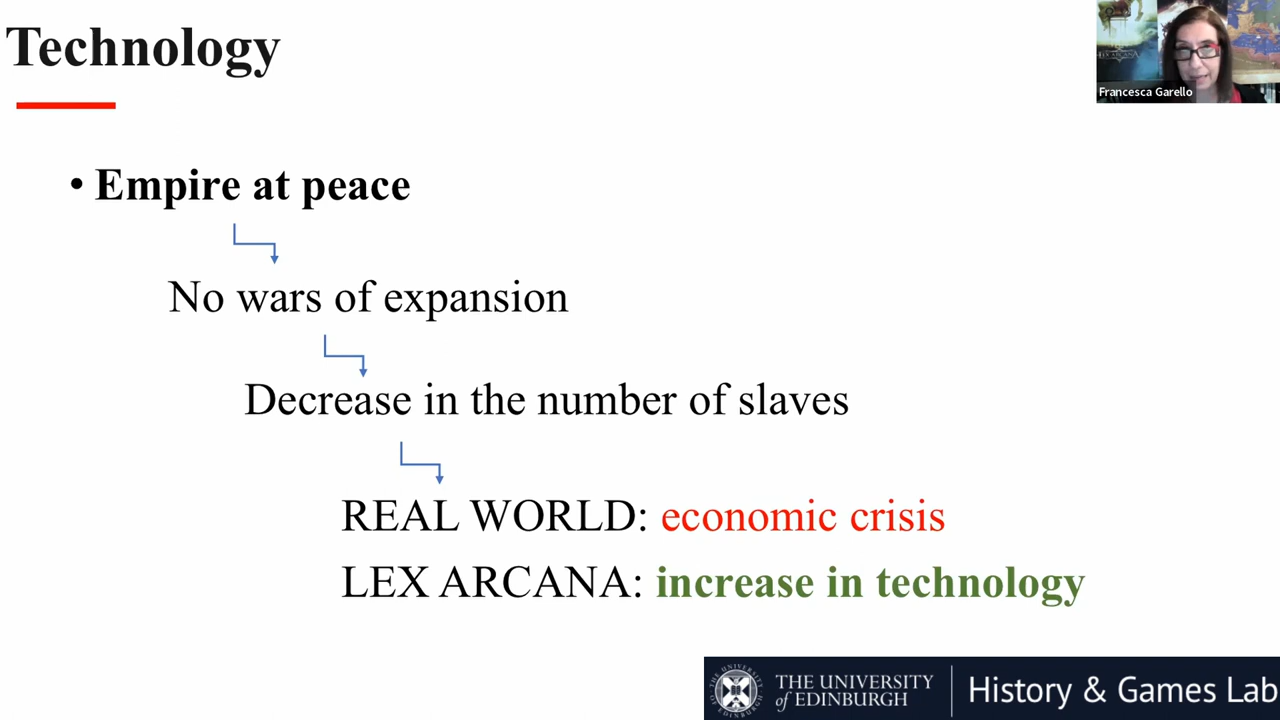 Technology
Francesca Garello
• Empire at peace
No wars of expansion
Decrease in the number of slaves
REAL WORLD: economic crisis
LEX ARCANA: increase in technology
THE UNIVERSITY
of EDINBURGH
History & Games Lab